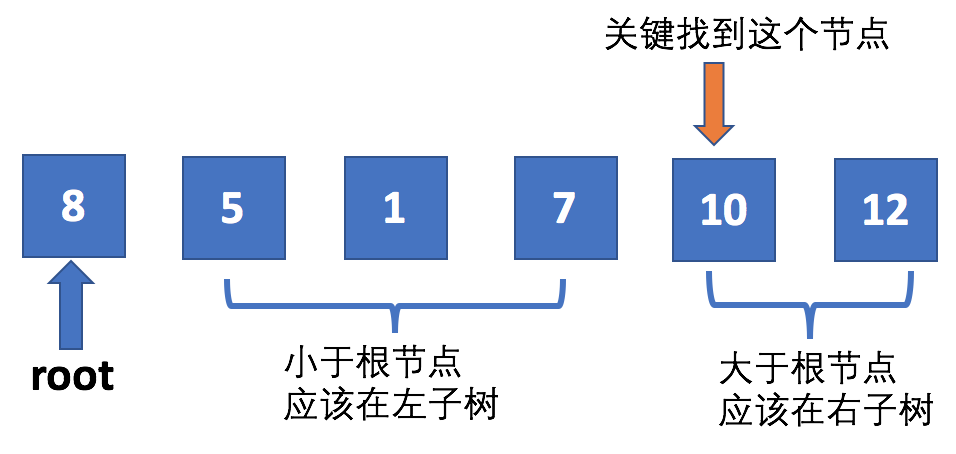 关键找到这个节点
8 5 1 7 10 12
root
小于根节点
应该在左子树
大于根节点
应该在右子树